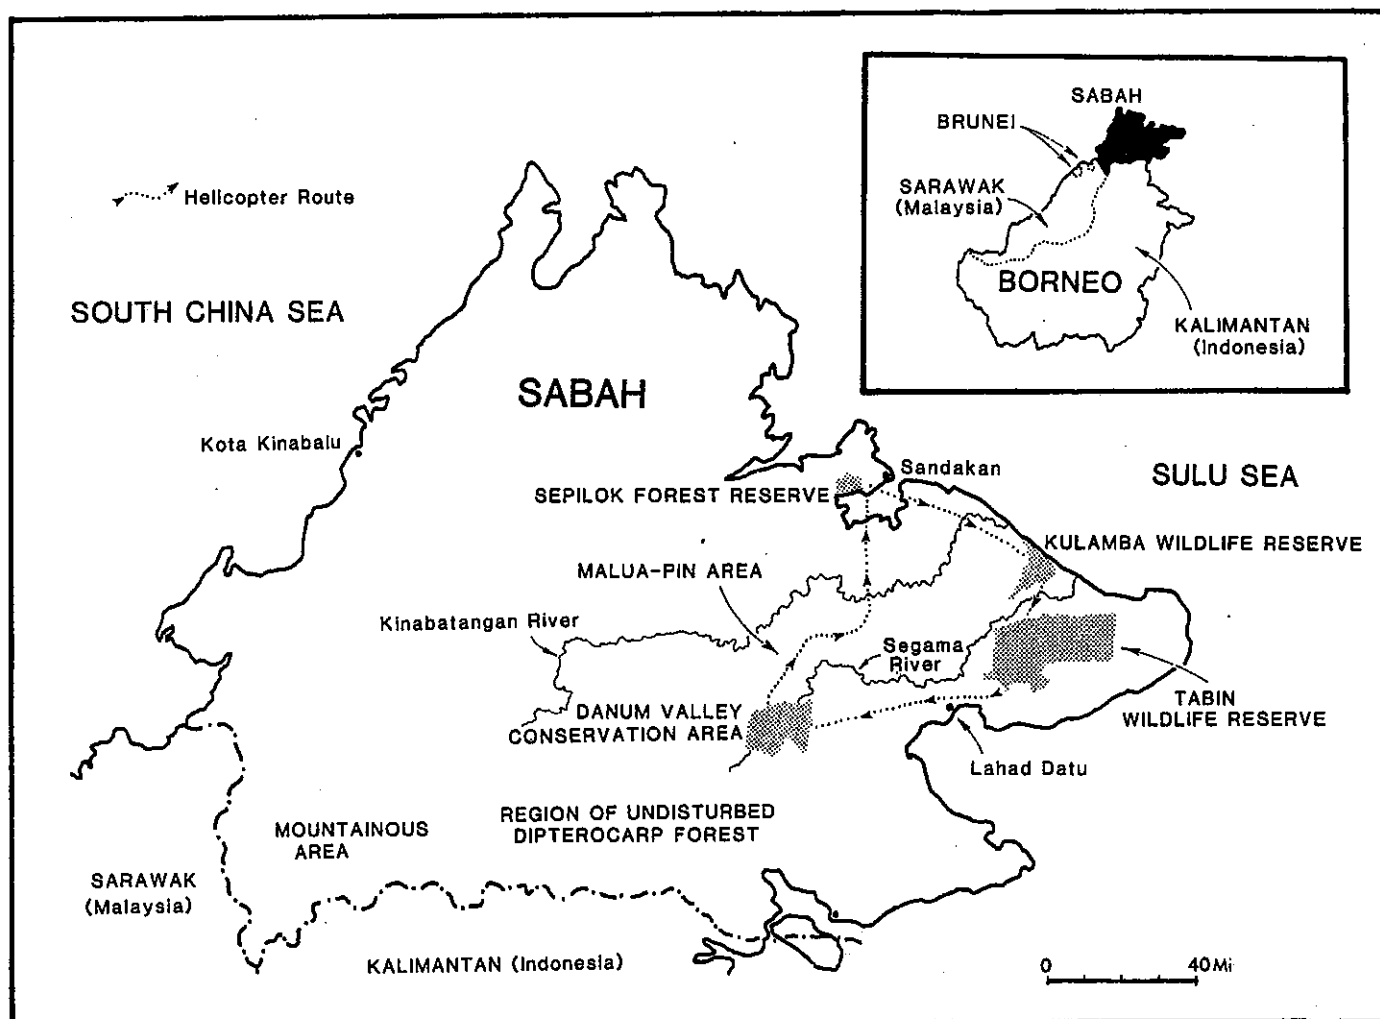 SABAH
BRUNEI
SARAWAK
(Malaysia)
BORNEO
KALIMANTAN
(Indonesia)
Helicopter Route
SOUTH CHINA SEA
SABAH
Kota Kinabalu
Sandakan
SULU SEA
SEPILOK FOREST RESERVE
KULAMBA WILDLIFE RESERVE
MALUA-PIN AREA
Kinabatangan River
Segama
River
DANUM VALLEY
CONSERVATION AREA
TABIN
WILDLIFE RESERVE
Lahad Datu
REGION OF UNDISTURBED
DIPTEROCARP FOREST
MOUNTAINOUS
AREA
SARAWAK
(Malaysia)
KALIMANTAN (Indonesia)
0 40 Mi